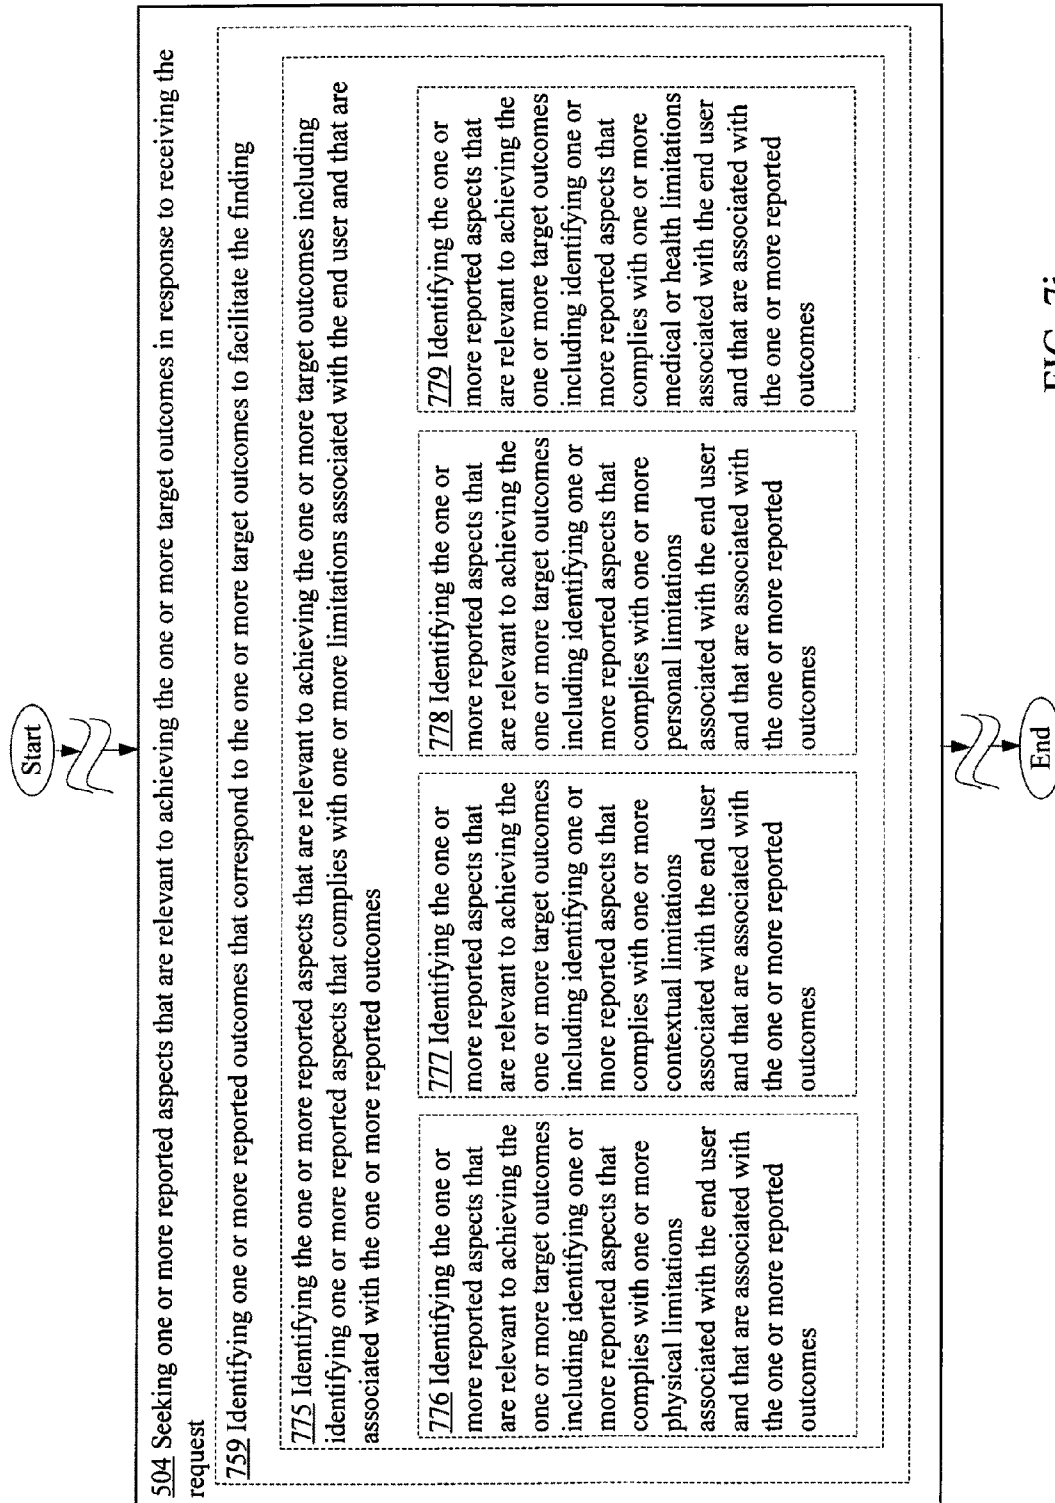 Start
504 Seeking one or more reported aspects that are relevant to achieving the one or more target outcomes in response to receiving the
request
759 Identifying one or more reported outcomes that correspond to the one or more target outcomes to facilitate the finding
775 Identifying the one or more reported aspects that are relevant to achieving the one or more target outcomes including
identifying one or more reported aspects that complies with one or more limitations associated with the end user and that are
associated with the one or more reported outcomes
776 Identifying the one or
more reported aspects that
are relevant to achieving the
one or more target outcomes
including identifying one or
more reported aspects that
complies with one or more
physical limitations
associated with the end user
and that are associated with
the one or more reported
outcomes
777 Identifying the one or
more reported aspects that
are relevant to achieving the
one or more target outcomes
including identifying one or
more reported aspects that
complies with one or more
contextual limitations
associated with the end user
and that are associated with
the one or more reported
outcomes
778 Identifying the one or
more reported aspects that
are relevant to achieving the
one or more target outcomes
including identifying one or
more reported aspects that
complies with one or more
personal limitations
associated with the end user
and that are associated with
the one or more reported
outcomes
779 Identifying the one or
more reported aspects that
are relevant to achieving the
one or more target outcomes
including identifying one or
more reported aspects that
complies with one or more
medical or health limitations
associated with the end user
and that are associated with
the one or more reported
outcomes
End
FIG.